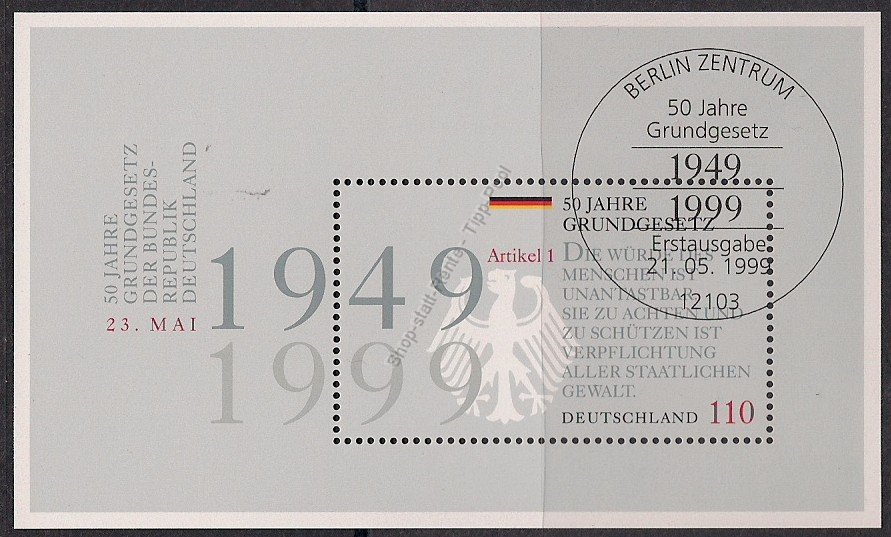 50 JAHRE
GRUNDGESETZ
DER BUNDES-
REPUBLIK
DEUTSCHLAND
23. MAI
1949
1999
50 JAHRE
GRUNDGESETZ
Artikel 1
DIE WÜRDE DES
MENSCHEN IST
UNANTASTBAR.
SIE ZU ACHTEN UND
ZU SCHÜTZEN IST
VERPFLICHTUNG
ALLER STAATLICHEN
GEWALT.
DEUTSCHLAND 110
BERLIN ZENTRUM
50 Jahre
Grundgesetz
1949
1999
Erstausgabe
21. 05. 1999
12103
Shop-statt-Rente - Tipp-Pool